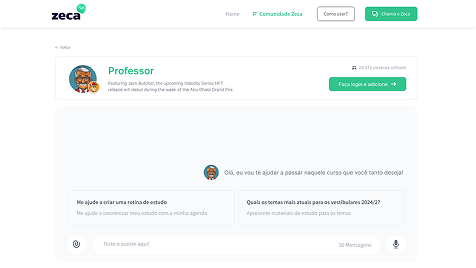 zeca
Home
Comunidade Zeca
Como usar?
Chame o Zeca
Voltar
Professor
Featuring Jack Butcher, the upcoming Velocity Series NFT
release will debut during the week of the Abu Dhabi Grand Prix.
pessoas utilizam
Faça login e adicione
Olá, eu vou te ajudar a passar naquele curso que você tanto deseja!
Me ajude a criar uma rotina de estudo
Me ajude a sincronizar meu estudo com a minha agenda
Quais os temas mais atuais para os vestibulares 2024/2?
Apresente materiais de estudo para os temas
Teste o assiste aqui!
50 Mensagens